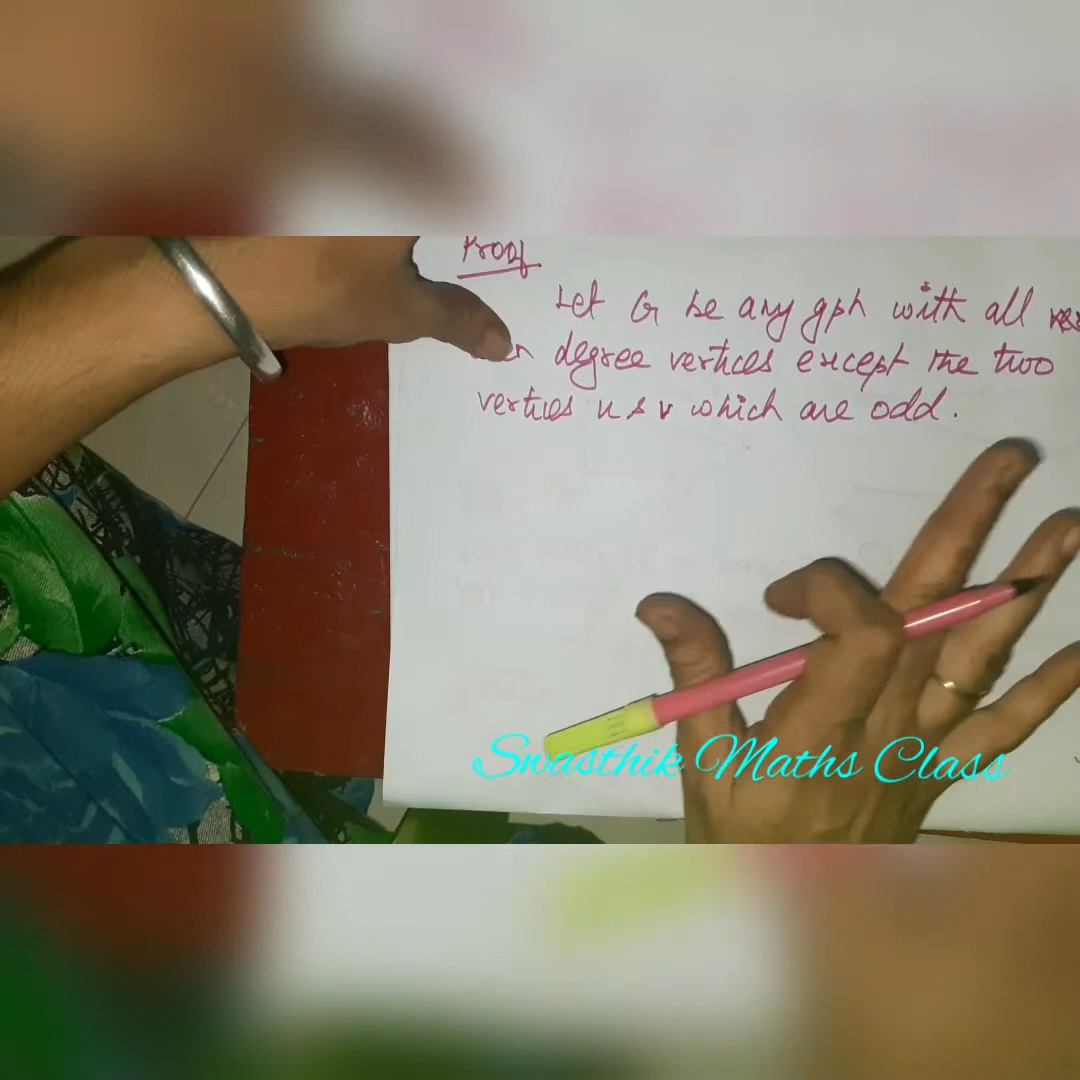 Proof
Let G be any gph with all
degree vertices except the two
vertices u & v which are odd.
Swasthik Maths Class